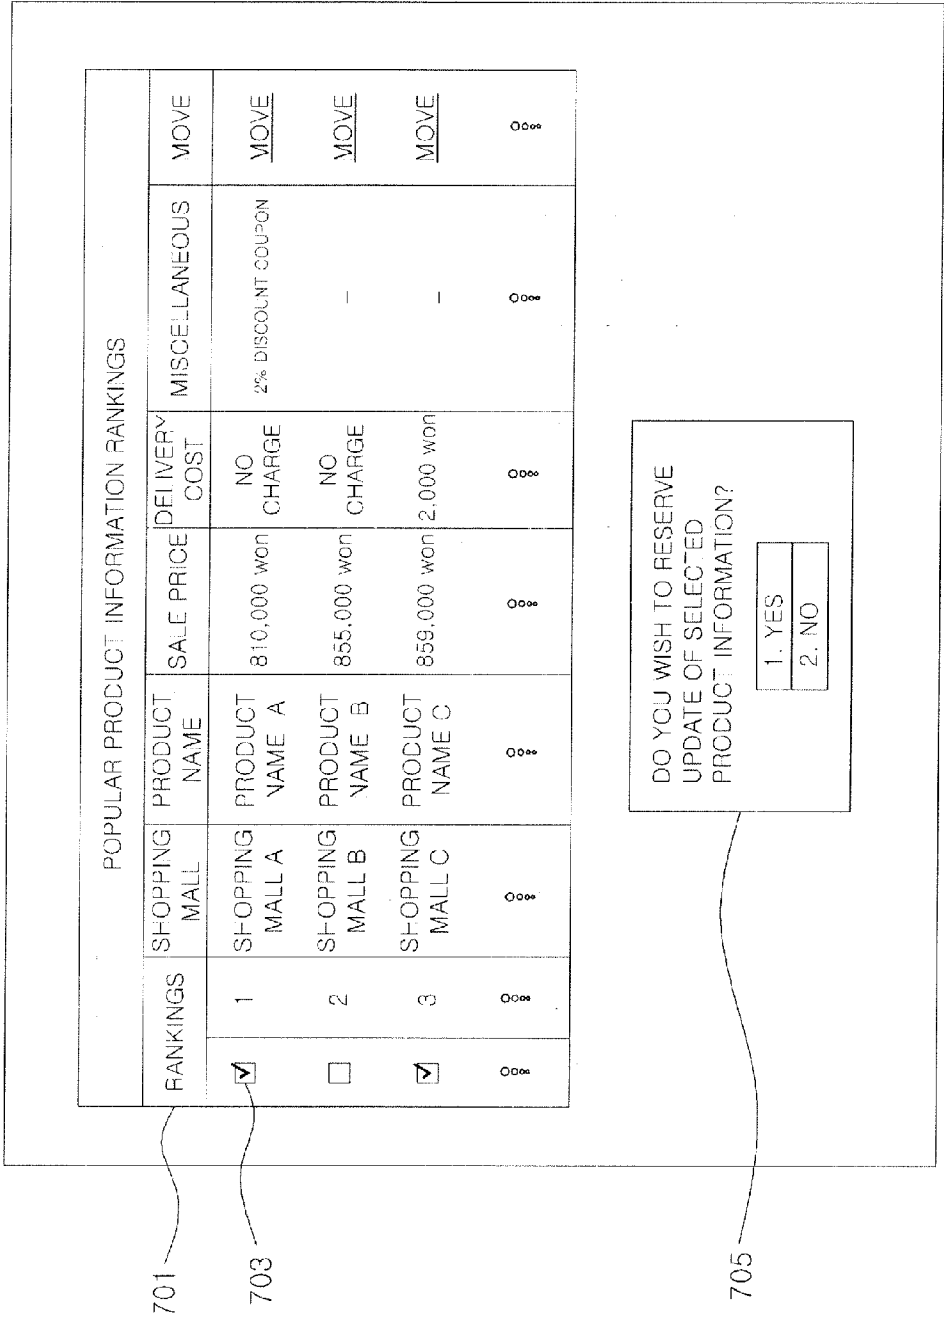 POPULAR PRODUCT INFORMATION RANKINGS
RANKINGS
SHOPPING
MALL
PRODUCT
NAME
SALE PRICE
DELIVERY
COST
MISCELLANEOUS
MOVE
1
SHOPPING
MALL A
PRODUCT
NAME A
810,000 won
NO
CHARGE
2% DISCOUNT COUPON
MOVE
2
SHOPPING
MALL B
PRODUCT
NAME B
855,000 won
NO
CHARGE
–
MOVE
3
SHOPPING
MALL C
PRODUCT
NAME C
859,000 won
2,000 won
–
MOVE
DO YOU WISH TO RESERVE
UPDATE OF SELECTED
PRODUCT INFORMATION?
1. YES
2. NO
701
703
705